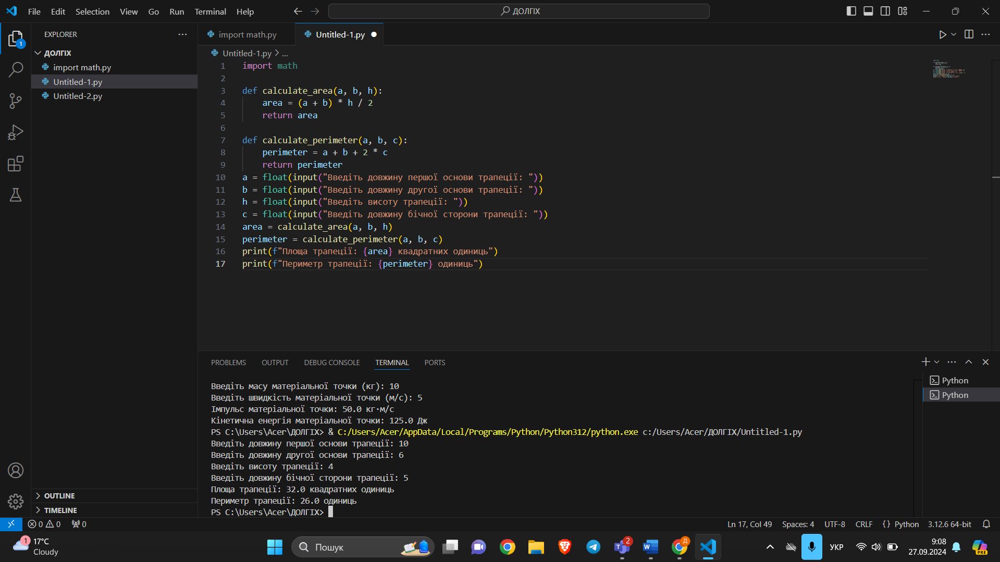 File Edit Selection View Go Run Terminal Help
ДОЛГІХ
EXPLORER
ДОЛГІХ
import math.py
Untitled-1.py
Untitled-2.py
OUTLINE
TIMELINE
1
import math.py
Untitled-1.py
Untitled-1.py > ...
1 import math
2
3 def calculate_area(a, b, h):
4 area = (a + b) * h / 2
5 return area
6
7 def calculate_perimeter(a, b, c):
8 perimeter = a + b + 2 * c
9 return perimeter
10 a = float(input("Введіть довжину першої основи трапеції: "))
11 b = float(input("Введіть довжину другої основи трапеції: "))
12 h = float(input("Введіть висоту трапеції: "))
13 c = float(input("Введіть довжину бічної сторони трапеції: "))
14 area = calculate_area(a, b, h)
15 perimeter = calculate_perimeter(a, b, c)
16 print(f"Площа трапеції: {area} квадратних одиниць")
17 print(f"Периметр трапеції: {perimeter} одиниць")
PROBLEMS OUTPUT DEBUG CONSOLE TERMINAL PORTS
Введіть масу матеріальної точки (кг): 10
Введіть швидкість матеріальної точки (м/с): 5
Імпульс матеріальної точки: 50.0 кг·м/с
Кінетична енергія матеріальної точки: 125.0 Дж
PS C:\Users\Acer\ДОЛГІХ> & C:/Users/Acer/AppData/Local/Programs/Python/Python312/python.exe c:/Users/Acer/ДОЛГІХ/Untitled-1.py
Введіть довжину першої основи трапеції: 10
Введіть довжину другої основи трапеції: 6
Введіть висоту трапеції: 4
Введіть довжину бічної сторони трапеції: 5
Площа трапеції: 32.0 квадратних одиниць
Периметр трапеції: 26.0 одиниць
PS C:\Users\Acer\ДОЛГІХ>
Python
Python
0 0 0
Ln 17, Col 49 Spaces: 4 UTF-8 CRLF {} Python 3.12.6 64-bit
1
17°C
Cloudy
Пошук
2
Д
УКР
9:08
27.09.2024
PRE